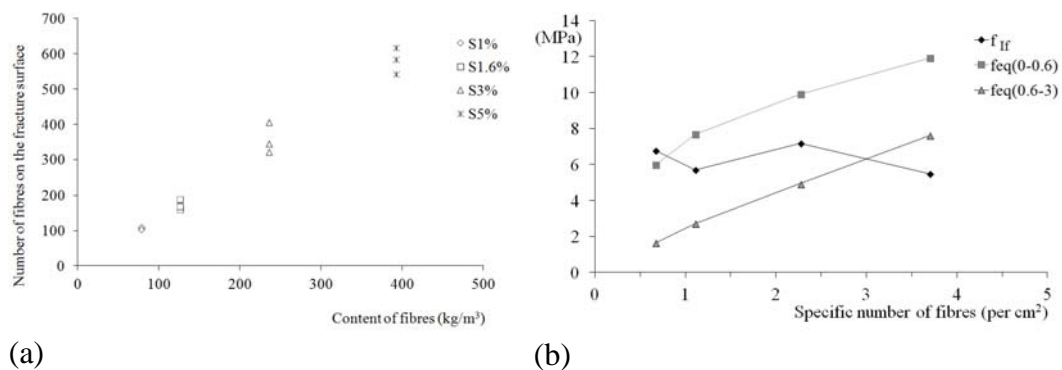 700
600
500
400
300
200
100
0
Number of fibres on the fracture surface
0 100 200 300 400 500
Content of fibres (kg/m³)
S1%
S1.6%
S3%
S5%
(a)
14
(MPa)
12
10
8
6
4
2
0
0 1 2 3 4 5
Specific number of fibres (per cm²)
f If
feq(0-0.6)
feq(0.6-3)
(b)